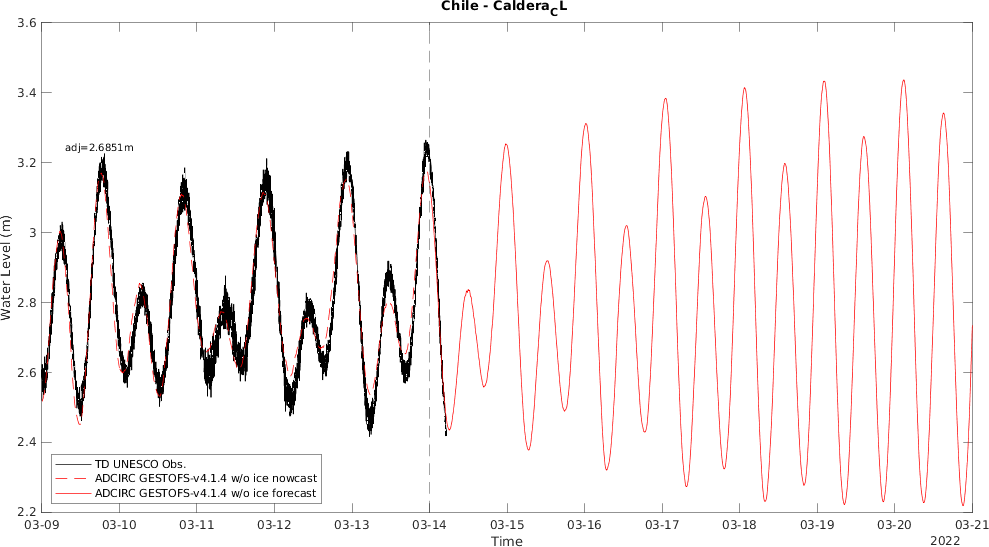 Chile - CalderaCL
3.6
3.4
3.2
3
2.8
2.6
2.4
2.2
Water Level (m)
adj=2.6851m
TD UNESCO Obs.
ADCIRC GESTOFS-v4.1.4 w/o ice nowcast
ADCIRC GESTOFS-v4.1.4 w/o ice forecast
03-09 03-10 03-11 03-12 03-13 03-14 03-15 03-16 03-17 03-18 03-19 03-20 03-21
Time
2022